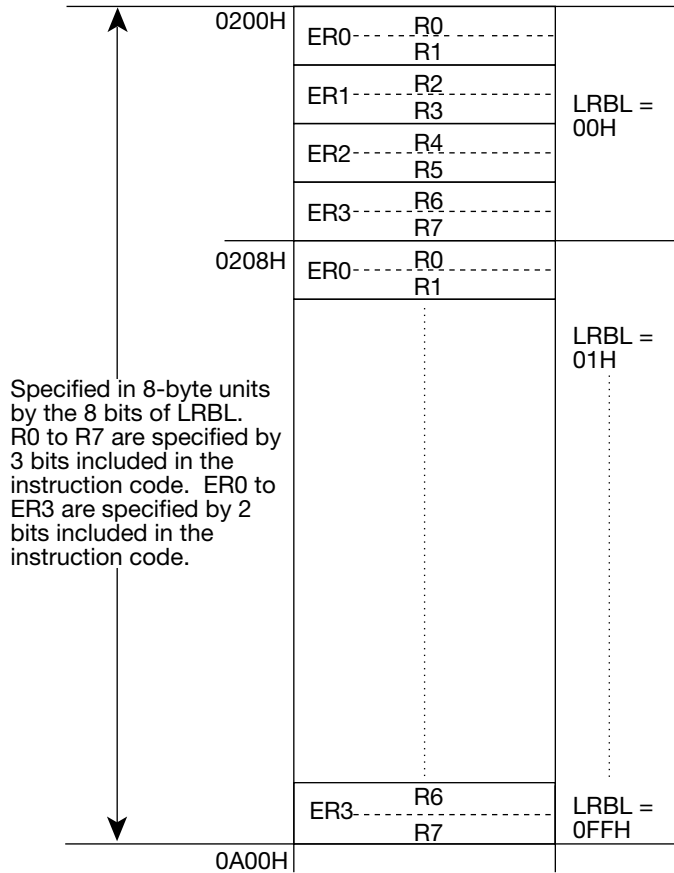 0200H
ER0
R0
R1
ER1
R2
R3
ER2
R4
R5
ER3
R6
R7
LRBL =
00H
0208H
ER0
R0
R1
LRBL =
01H
Specified in 8-byte units
by the 8 bits of LRBL.
R0 to R7 are specified by
3 bits included in the
instruction code. ER0 to
ER3 are specified by 2
bits included in the
instruction code.
ER3
R6
R7
LRBL =
0FFH
0A00H